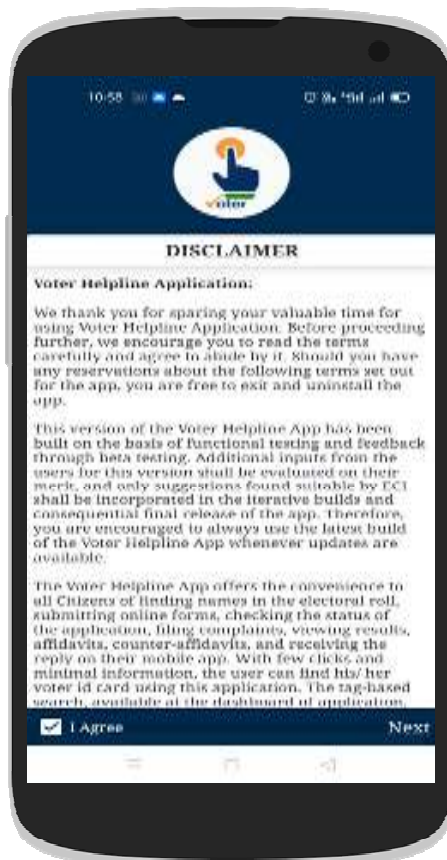 10:58
Voter
DISCLAIMER
Voter Helpline Application:
We thank you for sparing your valuable time for
using Voter Helpline Application. Before proceeding
further, we encourage you to read the terms
carefully and agree to abide by it. Should you have
any reservations about the following terms set out
for the app, you are free to exit and uninstall the
app.
This version of the Voter Helpline App has been
built on the basis of functional testing and feedback
through beta testing. Additional inputs from the
users for this version shall be evaluated on their
merit, and only suggestions found suitable by ECI
shall be incorporated in the iterative builds and
consequential final release of the app. Therefore,
you are encouraged to always use the latest build
of the Voter Helpline App whenever updates are
available.
The Voter Helpline App offers the convenience to
all Citizens of finding names in the electoral roll,
submitting online forms, checking the status of
the application, filing complaints, viewing results,
affidavits, counter-affidavits, and receiving the
reply on their mobile app. With few clicks and
minimal information, the user can find his/ her
voter id card using this application. The tag-based
search, available at the dashboard of application,
I Agree
Next